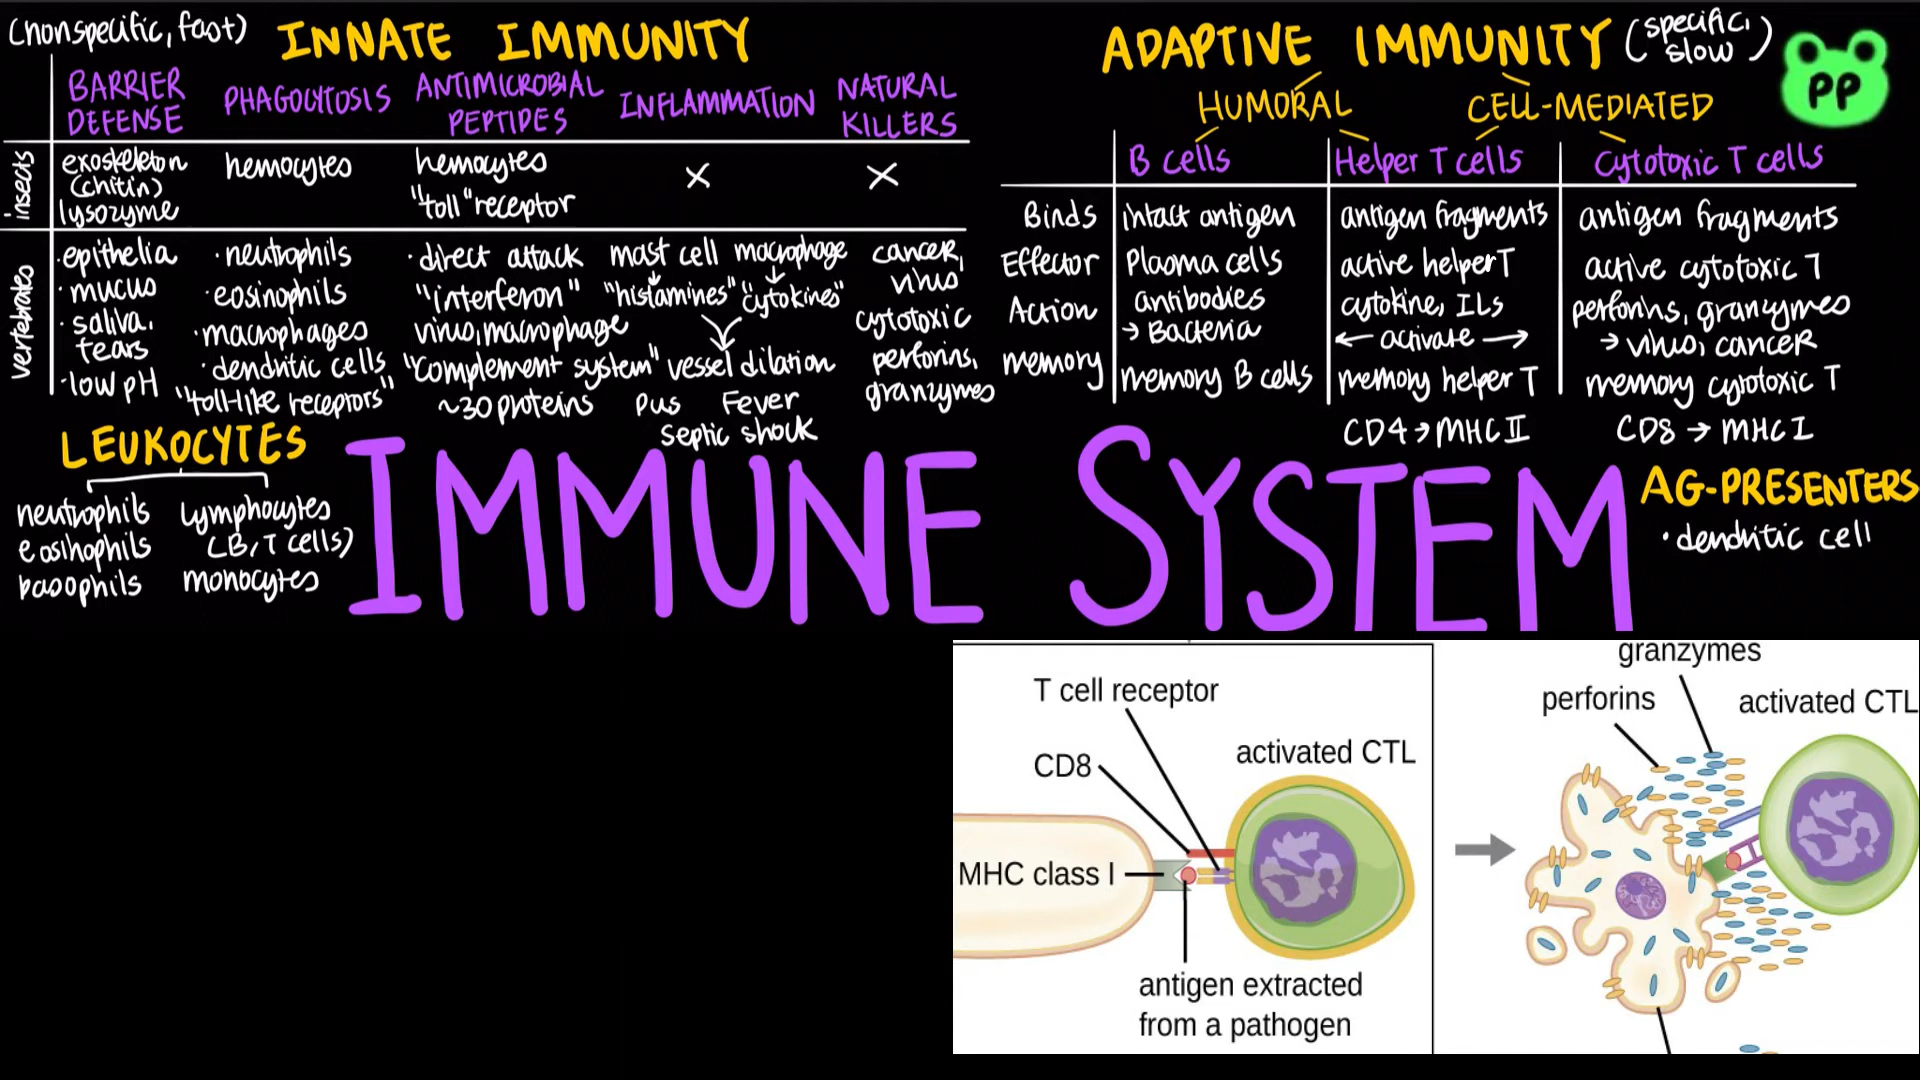 (nonspecific, fast) INNATE IMMUNITY
BARRIER DEFENSE PHAGOCYTOSIS ANTIMICROBIAL PEPTIDES INFLAMMATION NATURAL KILLERS
insects
exoskeleton
(chitin)
lysozyme
hemocytes
hemocytes
"toll" receptor
X
X
vertebrates
·epithelia
·mucus
·saliva,
tears
·low pH
·neutrophils
·eosinophils
·macrophages
·dendritic cells
"toll-like receptors"
·direct attack
"interferon"
virus, macrophage
"complement system"
~30 proteins
mast cell macrophage
"histamines" "cytokines"
vessel dilation
pus Fever
septic shock
cancer,
virus
cytotoxic
perforins,
granzymes
ADAPTIVE IMMUNITY (specific, slow)
PP
HUMORAL CELL-MEDIATED
B cells Helper T cells Cytotoxic T cells
Binds intact antigen antigen fragments antigen fragments
Effector Plasma cells active helper T active cytotoxic T
Action antibodies → Bacteria cytokine, ILs ← activate → perforins, granzymes → virus, cancer
memory memory B cells memory helper T memory cytotoxic T
CD4 → MHC II CD8 → MHC I
LEUKOCYTES
neutrophils
eosinophils
basophils
lymphocytes
(B, T cells)
monocytes
IMMUNE SYSTEM
AG-PRESENTERS
·dendritic cell
T cell receptor
CD8
activated CTL
MHC class I
antigen extracted
from a pathogen
granzymes
perforins
activated CTL